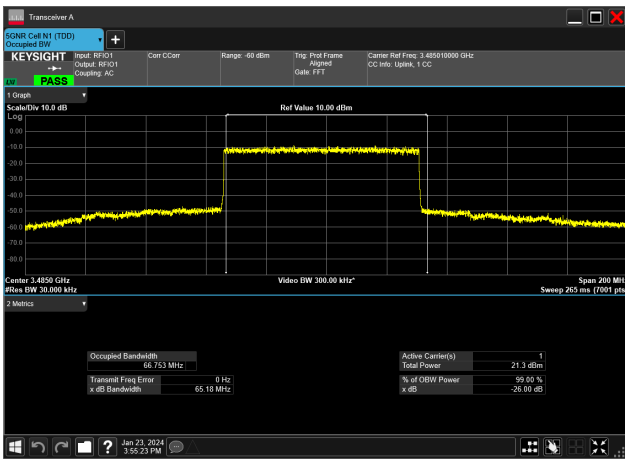 Transceiver A
5GNR Cell N1 (TDD)
Occupied BW
KEYSIGHT
PASS
Input: RFIO1
Output: RFIO1
Coupling: AC
Corr CCorr
Range: -60 dBm
Trig: Prot Frame
Aligned
Gate: FFT
Carrier Ref Freq: 3.485010000 GHz
CC Info: Uplink, 1 CC
1 Graph
Scale/Div 10.0 dB
Ref Value 10.00 dBm
Log
0.00
-10.0
-20.0
-30.0
-40.0
-50.0
-60.0
-70.0
-80.0
Center 3.4850 GHz
Video BW 300.00 kHz^
Span 200 MHz
#Res BW 30.000 kHz
Sweep 265 ms (7001 pts
2 Metrics
Occupied Bandwidth
66.753 MHz
Transmit Freq Error 0 Hz
x dB Bandwidth 65.18 MHz
Active Carrier(s) 1
Total Power 21.3 dBm
% of OBW Power 99.00 %
x dB -26.00 dB
?
Jan 23, 2024
3:55:23 PM